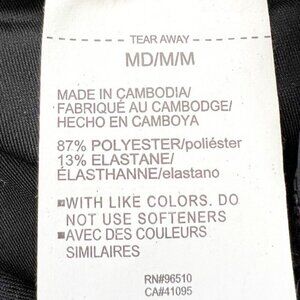 TEAR AWAY
MD/M/M
MADE IN CAMBODIA/
FABRIQUÉ AU CAMBODGE/
HECHO EN CAMBOYA
87% POLYESTER/poliéster
13% ELASTANE/
ÉLASTHANNE/elastano
▪WITH LIKE COLORS. DO
NOT USE SOFTENERS
▪AVEC DES COULEURS
SIMILAIRES
RN#96510
CA#41095